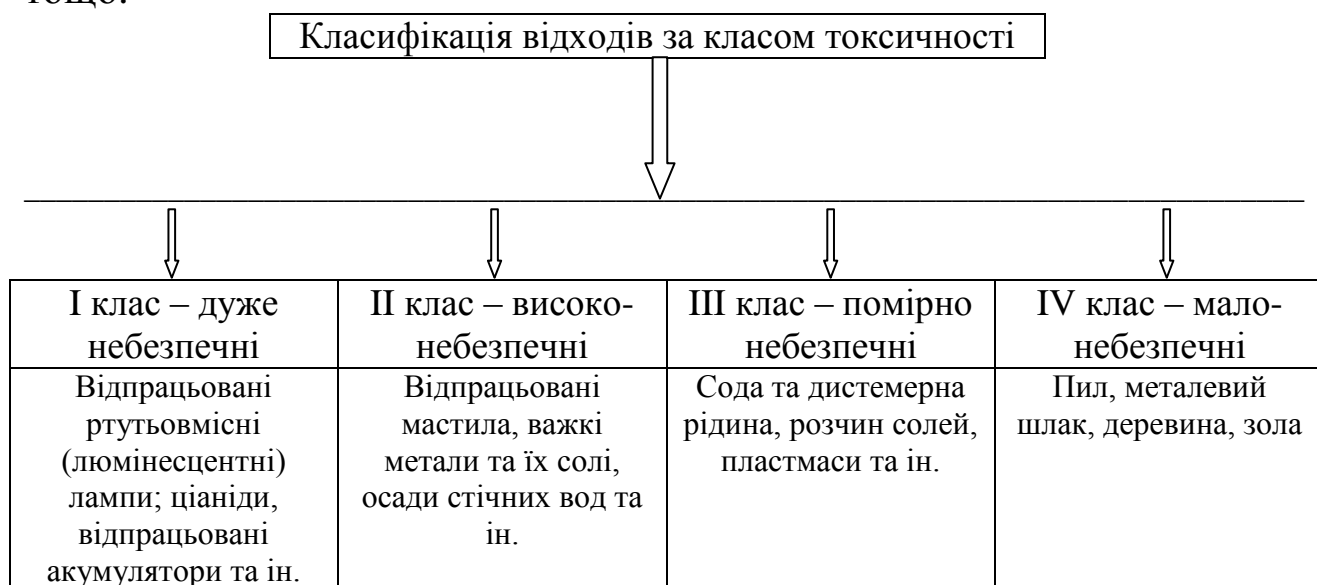 тощо.
Класифікація відходів за класом токсичності
І клас – дуже
небезпечні
ІІ клас – високо-
небезпечні
ІІІ клас – помірно
небезпечні
ІV клас – мало-
небезпечні
Відпрацьовані
ртутьовмісні
(люмінесцентні)
лампи; ціаніди,
відпрацьовані
акумулятори та ін.
Відпрацьовані
мастила, важкі
метали та їх солі,
осади стічних вод та
ін.
Сода та дистемерна
рідина, розчин солей,
пластмаси та ін.
Пил, металевий
шлак, деревина, зола